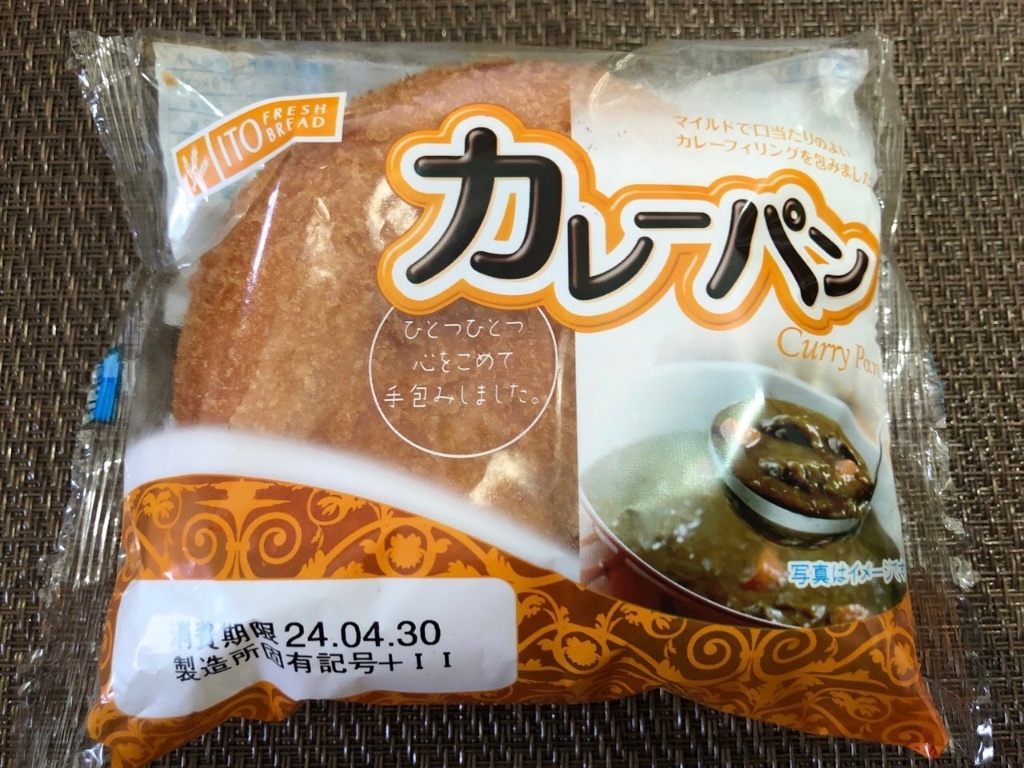 ITO FRESH BREAD
マイルドで口当たりのよい
カレーフィリングを包みました
カレーパン
Curry Pan
ひとつひとつ
心をこめて
手包みしました。
写真はイメージです
消費期限 24.04.30
製造所固有記号+II